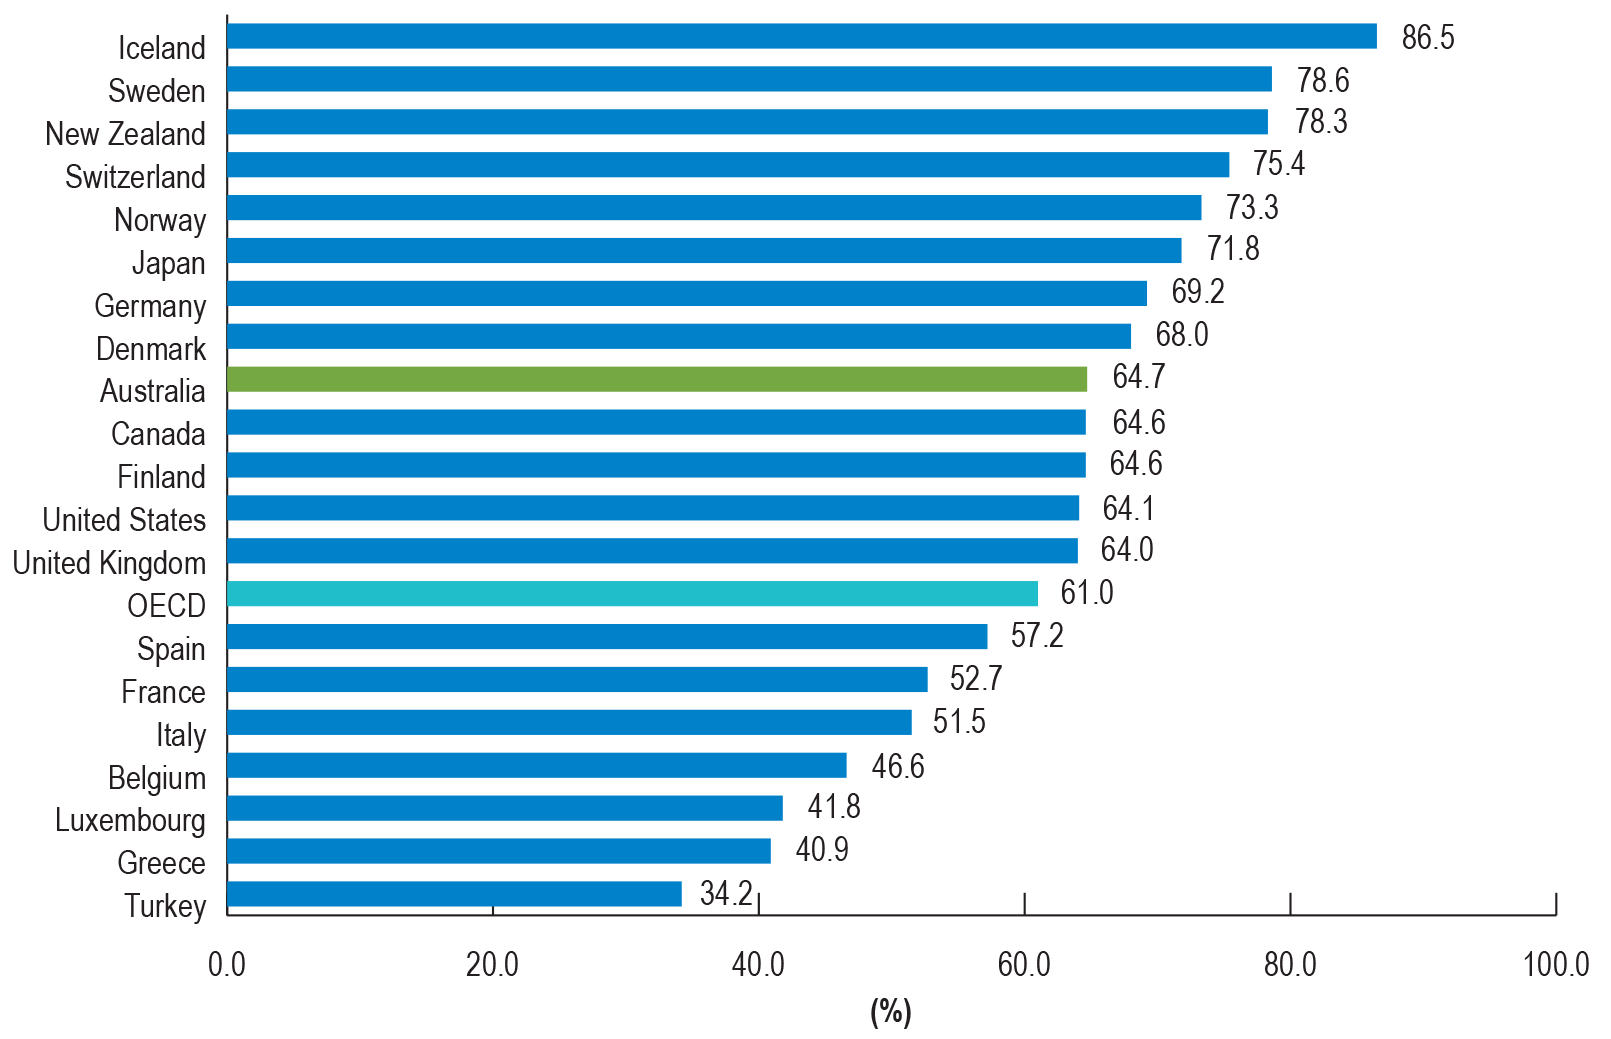 Iceland 86.5
Sweden 78.6
New Zealand 78.3
Switzerland 75.4
Norway 73.3
Japan 71.8
Germany 69.2
Denmark 68.0
Australia 64.7
Canada 64.6
Finland 64.6
United States 64.1
United Kingdom 64.0
OECD 61.0
Spain 57.2
France 52.7
Italy 51.5
Belgium 46.6
Luxembourg 41.8
Greece 40.9
Turkey 34.2
0.0 20.0 40.0 60.0 80.0 100.0
(%)